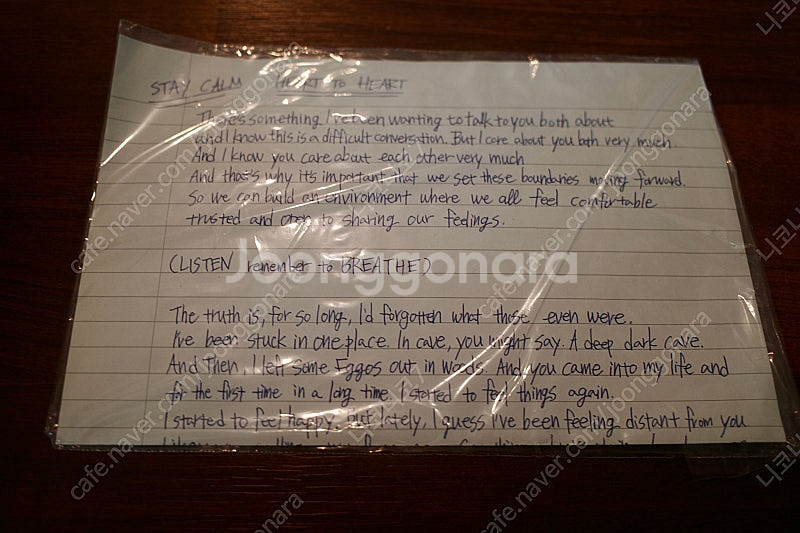 STAY CALM HEART TO HEART
There's something I've been wanting to talk to you both about
and I know this is a difficult conversation. But I care about you both very much.
And I know you care about each other very much
And that's why it's important that we set these boundaries moving forward.
So we can build an environment where we all feel comfortable
trusted and open to sharing our feelings.
(LISTEN remember to BREATHE)
Joonggonara
The truth is, for so long, I'd forgotten what those even were.
I've been stuck in one place. In cave, you might say. A deep dark cave.
And Then, I left some Eggos out in woods. And you came into my life and
for the first time in a long time. I started to feel things again.
I started to feel happy. but lately, I guess I've been feeling distant from you
cafe.naver.com/joonggonara